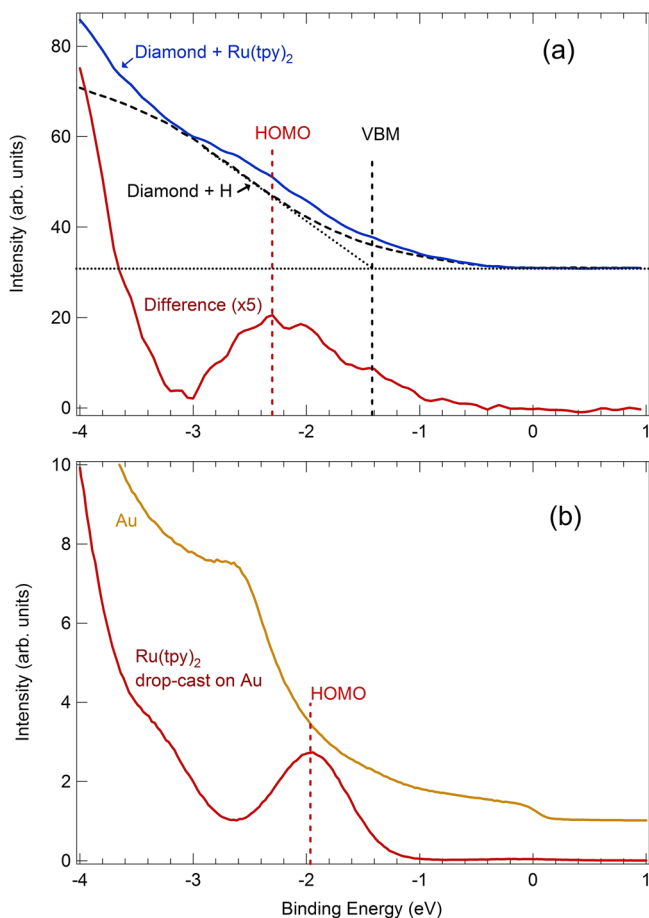 (a)
Diamond + Ru(tpy)2
HOMO
VBM
Diamond + H
Difference (x5)
Intensity (arb. units)
80
60
40
20
0
-4
-3
-2
-1
0
1
(b)
Au
Ru(tpy)2
drop-cast on Au
HOMO
Intensity (arb. units)
10
8
6
4
2
0
-4
-3
-2
-1
0
1
Binding Energy (eV)